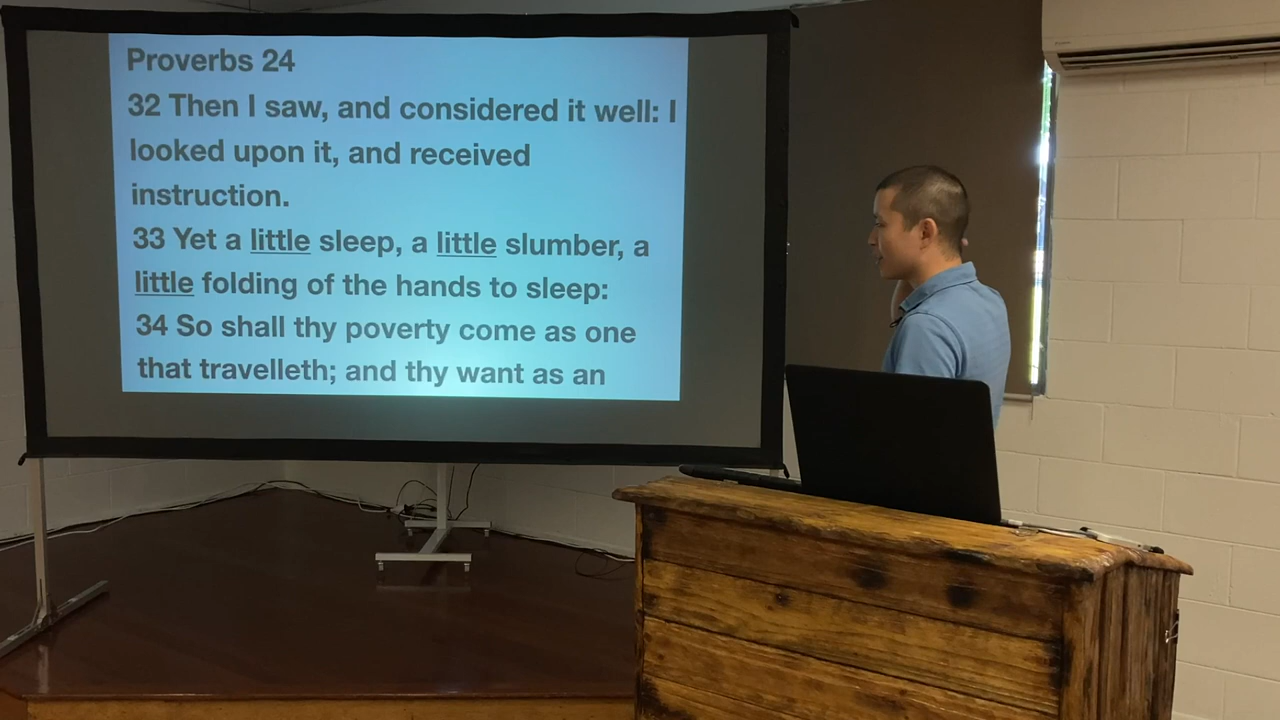 Proverbs 24
32 Then I saw, and considered it well: I
looked upon it, and received
instruction.
33 Yet a little sleep, a little slumber, a
little folding of the hands to sleep:
34 So shall thy poverty come as one
that travelleth; and thy want as an